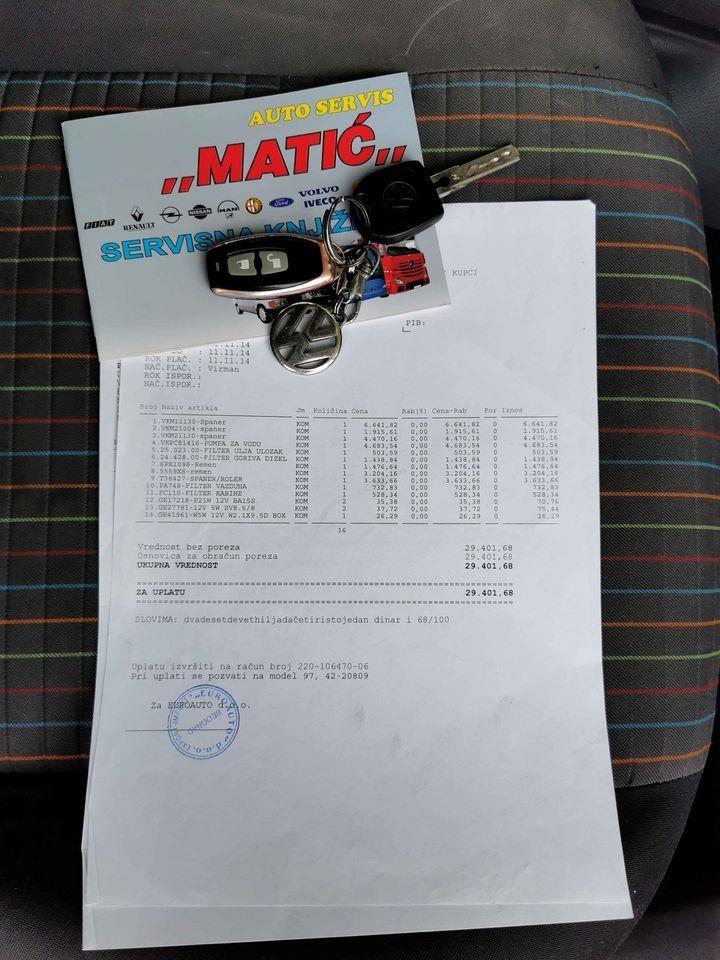 AUTO SERVIS
„MATIĆ„
FIAT RENAULT OPEL NISSAN MAN Ford VOLVO IVECO
SERVISNA KNJIŽ
KUPCI
PIB:
11.11.14
ROK PLAĆ. : 11.11.14
NAČ.PLAĆ. : Virman
ROK ISPOR.:
NAČ.ISPOR.:
Broj Naziv artikla Jm Količina Cena Rab(%) Cena-Rab Por Iznos
1.VKM11130-Spaner KOM 1 6.641,82 0,00 6.641,82 0 6.641,82
2.VKM21004-spaner KOM 1 1.915,61 0,00 1.915,61 0 1.915,61
3.VKM21130-spaner KOM 1 4.470,16 0,00 4.470,16 0 4.470,16
4.VKPC81416-PUMPA ZA VODU KOM 1 4.683,54 0,00 4.683,54 0 4.683,54
5.25.023.00-FILTER ULJA ULOZAK KOM 1 503,59 0,00 503,59 0 503,59
6.24.428.00-FILTER GORIVA DIZEL KOM 1 1.438,84 0,00 1.438,84 0 1.438,84
7.6PK1098-Remen KOM 1 1.476,64 0,00 1.476,64 0 1.476,64
8.5559XS-remen KOM 1 3.204,16 0,00 3.204,16 0 3.204,16
9.T38427-SPANER/ROLER KOM 1 3.633,66 0,00 3.633,66 0 3.633,66
10.PA748-FILTER VAZDUHA KOM 1 732,83 0,00 732,83 0 732,83
11.PC110-FILTER KABINE KOM 1 528,34 0,00 528,34 0 528,34
12.GE17218-P21W 12V BA15S KOM 2 35,38 0,00 35,38 0 70,76
13.GE27781-12V 5W SV8.5/8 KOM 2 37,72 0,00 37,72 0 75,44
14.GE41961-W5W 12V W2.1X9.5D BOX KOM 1 26,29 0,00 26,29 0 26,29
16
Vrednost bez poreza 29.401,68
Osnovica za obračun poreza 29.401,68
UKUPNA VREDNOST 29.401,68
ZA UPLATU 29.401,68
SLOVIMA: dvadesetdevethiljadačetiristojedan dinar i 68/100
Uplatu izvršiti na račun broj 220-106470-06
Pri uplati se pozvati na model 97, 42-20809
Za EUROAUTO d.o.o.
"EUROAUTO" d.o.o.
BEOGRAD